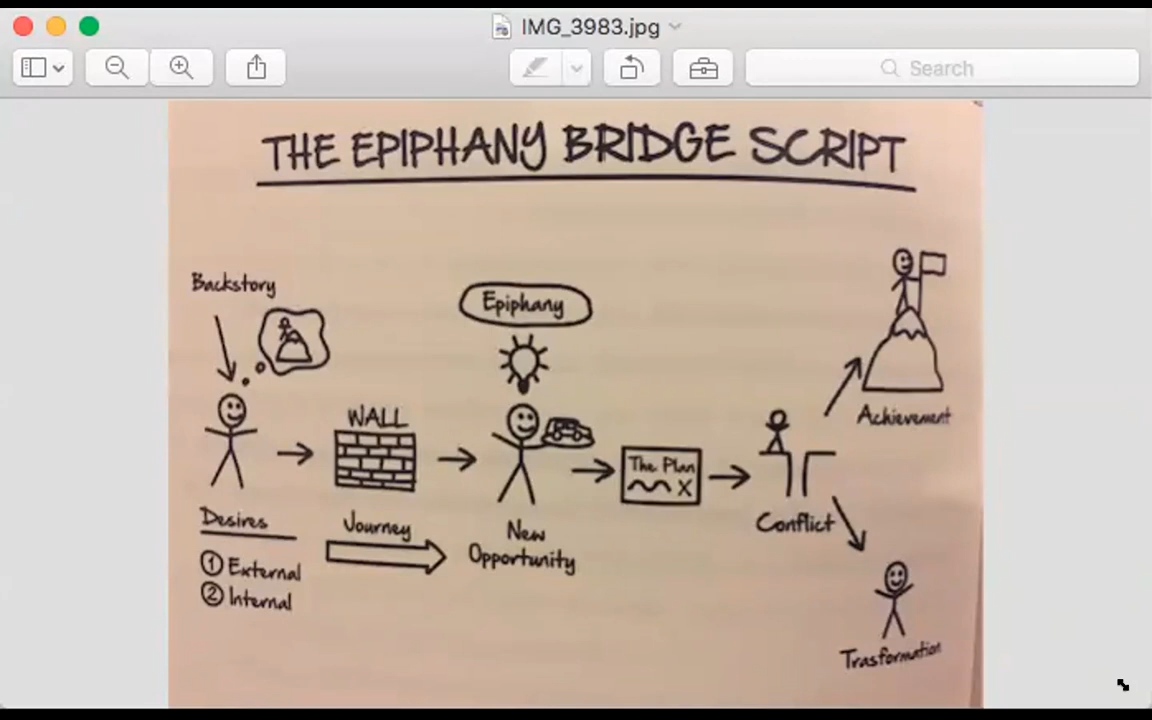 IMG_3983.jpg
Search
THE EPIPHANY BRIDGE SCRIPT
Backstory
Epiphany
WALL
The Plan
X
Achievement
Desires
Journey
New
Opportunity
Conflict
① External
② Internal
Trasformation